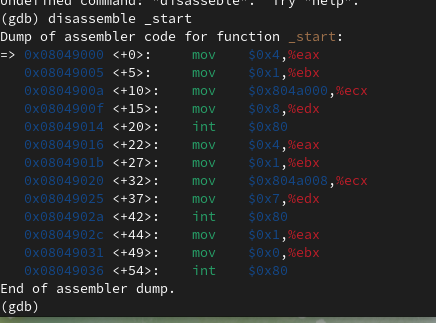 Undefined command: "disasseble". Try "help".
(gdb) disassemble _start
Dump of assembler code for function _start:
=> 0x08049000 <+0>: mov $0x4,%eax
0x08049005 <+5>: mov $0x1,%ebx
0x0804900a <+10>: mov $0x804a000,%ecx
0x0804900f <+15>: mov $0x8,%edx
0x08049014 <+20>: int $0x80
0x08049016 <+22>: mov $0x4,%eax
0x0804901b <+27>: mov $0x1,%ebx
0x08049020 <+32>: mov $0x804a008,%ecx
0x08049025 <+37>: mov $0x7,%edx
0x0804902a <+42>: int $0x80
0x0804902c <+44>: mov $0x1,%eax
0x08049031 <+49>: mov $0x0,%ebx
0x08049036 <+54>: int $0x80
End of assembler dump.
(gdb)